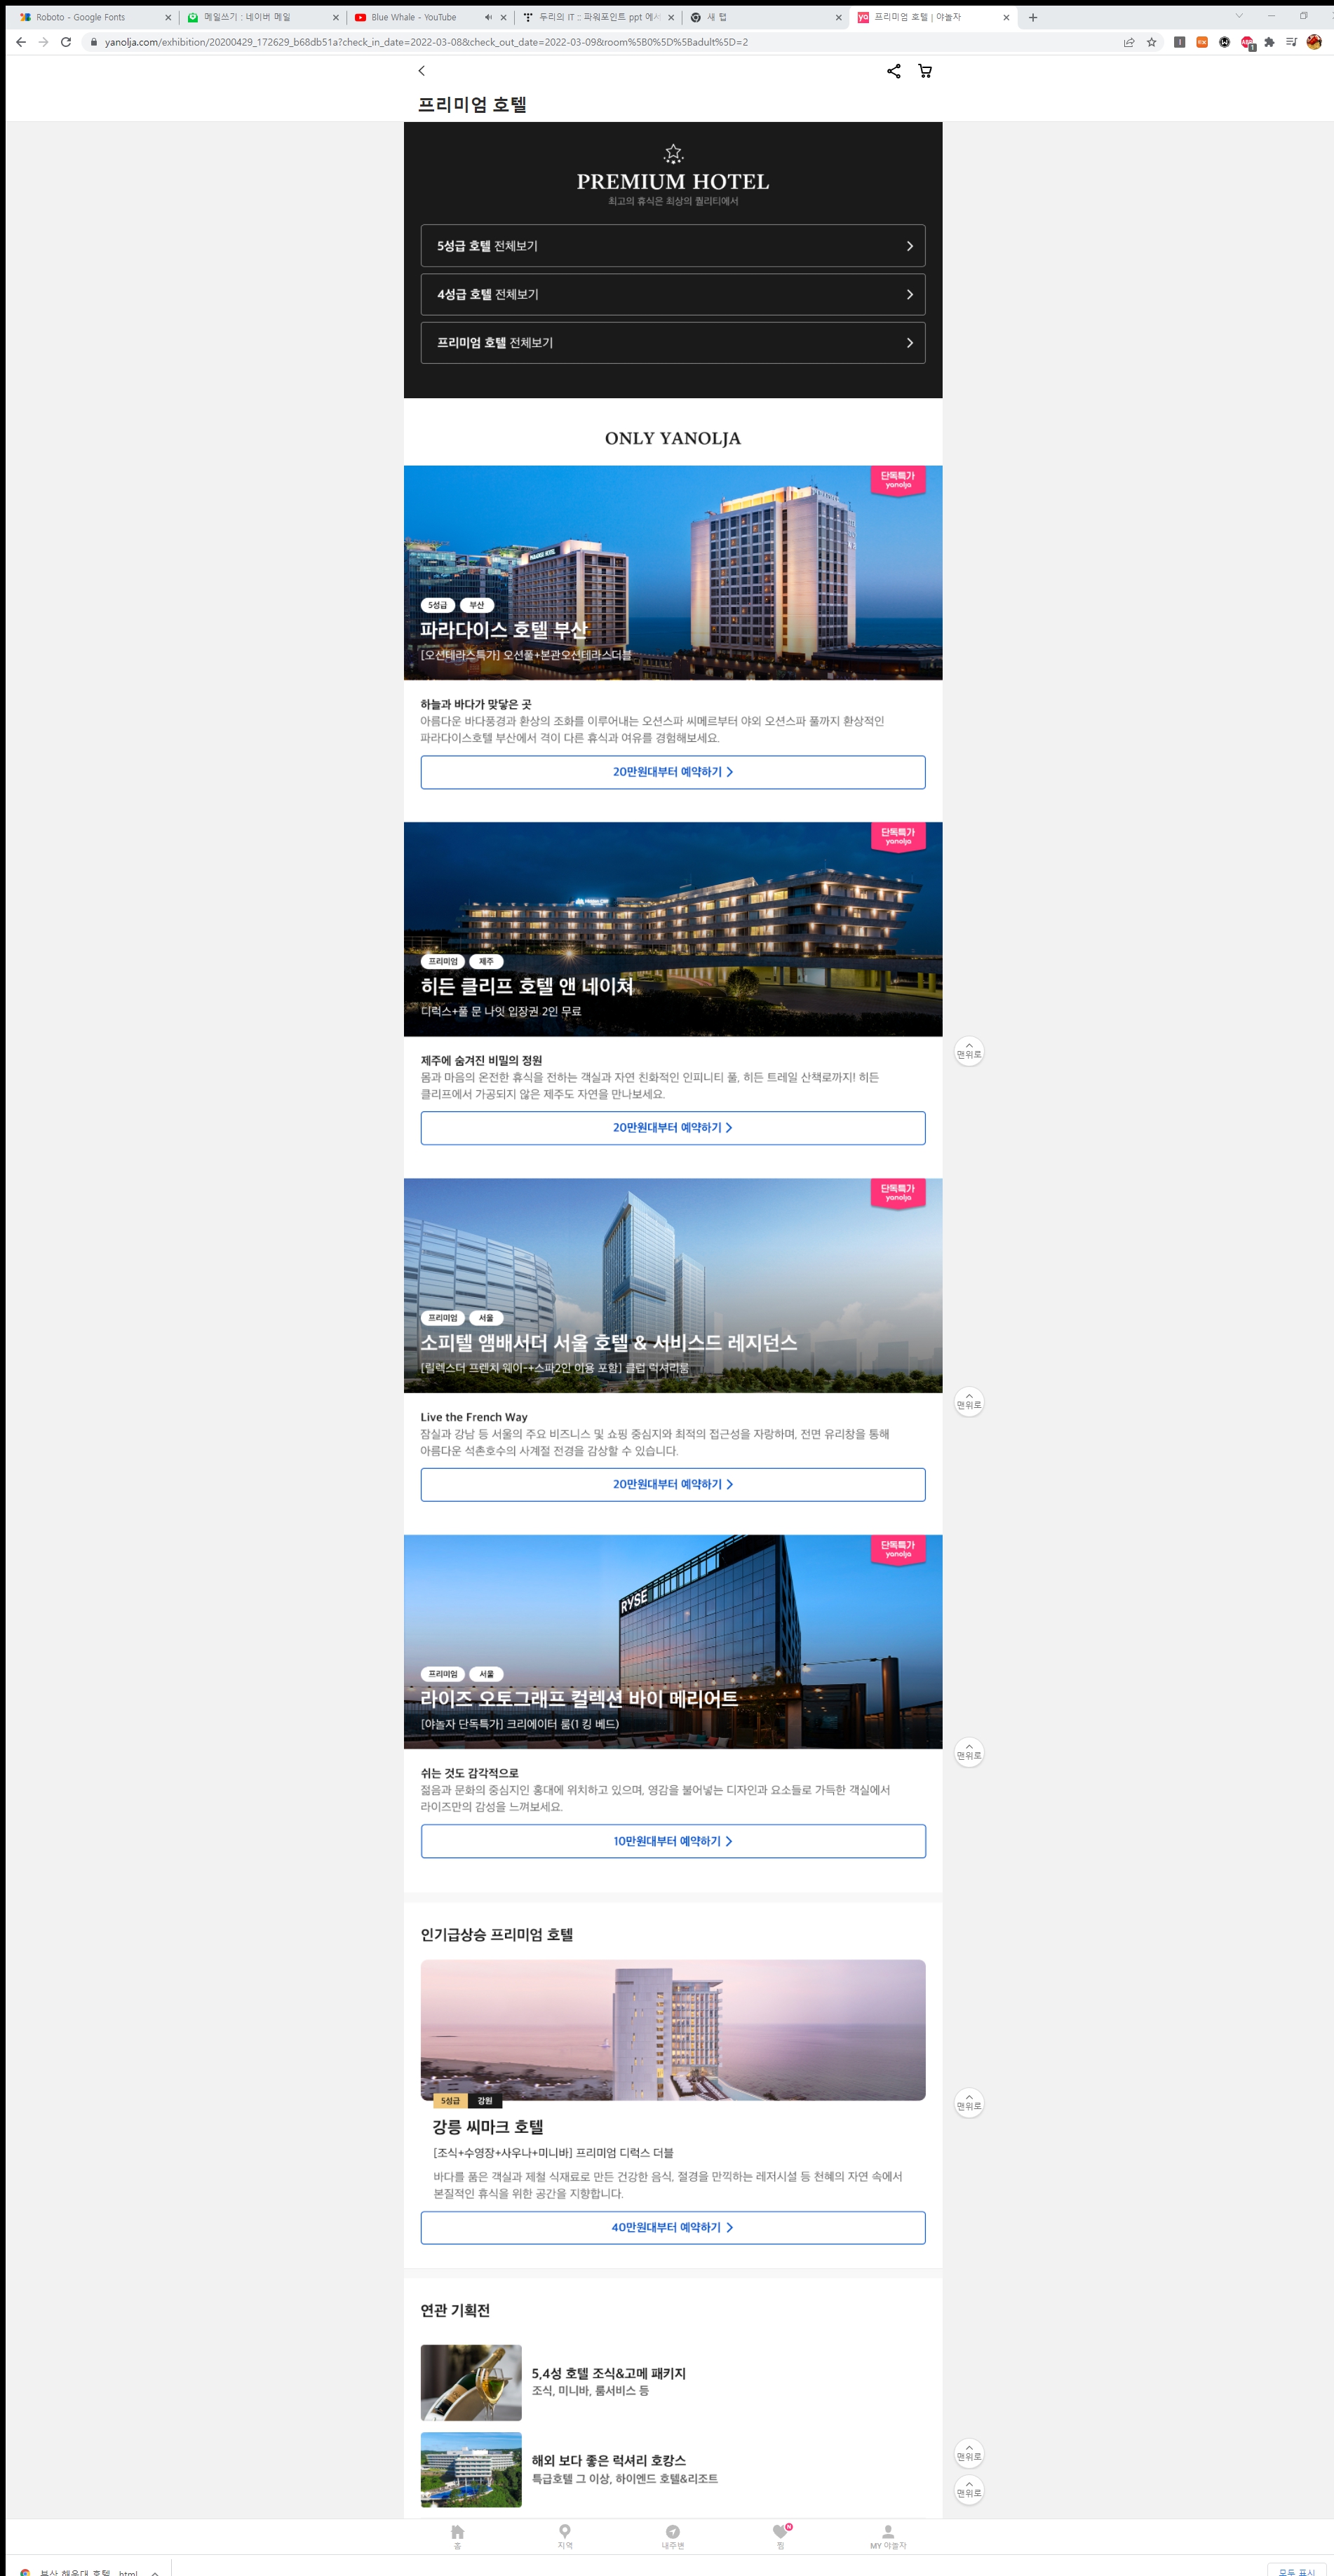 Roboto - Google Fonts
메일쓰기 : 네이버 메일
Blue Whale - YouTube
두리의 IT :: 파워포인트 ppt 에서
새 탭
프리미엄 호텔 | 야놀자
yanolja.com/exhibition/20200429_172629_b68db51a?check_in_date=2022-03-08&check_out_date=2022-03-09&room%5B0%5D%5Badult%5D=2
프리미엄 호텔
PREMIUM HOTEL
최고의 휴식은 최상의 퀄리티에서
5성급 호텔 전체보기
4성급 호텔 전체보기
프리미엄 호텔 전체보기
ONLY YANOLJA
단독특가
yanolja
PARADISE HOTEL
5성급 부산
파라다이스 호텔 부산
[오션테라스특가] 오션풀+본관오션테라스더블
하늘과 바다가 맞닿은 곳
아름다운 바다풍경과 환상의 조화를 이루어내는 오션스파 씨메르부터 야외 오션스파 풀까지 환상적인
파라다이스호텔 부산에서 격이 다른 휴식과 여유를 경험해보세요.
20만원대부터 예약하기
단독특가
yanolja
프리미엄 제주
히든 클리프 호텔 앤 네이쳐
디럭스+풀 문 나잇 입장권 2인 무료
맨위로
제주에 숨겨진 비밀의 정원
몸과 마음의 온전한 휴식을 전하는 객실과 자연 친화적인 인피니티 풀, 히든 트레일 산책로까지! 히든
클리프에서 가공되지 않은 제주도 자연을 만나보세요.
20만원대부터 예약하기
단독특가
yanolja
프리미엄 서울
소피텔 앰배서더 서울 호텔 & 서비스드 레지던스
[릴렉스더 프렌치 웨이-+스파2인 이용 포함] 클럽 럭셔리룸
맨위로
Live the French Way
잠실과 강남 등 서울의 주요 비즈니스 및 쇼핑 중심지와 최적의 접근성을 자랑하며, 전면 유리창을 통해
아름다운 석촌호수의 사계절 전경을 감상할 수 있습니다.
20만원대부터 예약하기
단독특가
yanolja
RYSE
프리미엄 서울
라이즈 오토그래프 컬렉션 바이 메리어트
[야놀자 단독특가] 크리에이터 룸(1 킹 베드)
맨위로
쉬는 것도 감각적으로
젊음과 문화의 중심지인 홍대에 위치하고 있으며, 영감을 불어넣는 디자인과 요소들로 가득한 객실에서
라이즈만의 감성을 느껴보세요.
10만원대부터 예약하기
인기급상승 프리미엄 호텔
5성급 강원
맨위로
강릉 씨마크 호텔
[조식+수영장+사우나+미니바] 프리미엄 디럭스 더블
바다를 품은 객실과 제철 식재료로 만든 건강한 음식, 절경을 만끽하는 레저시설 등 천혜의 자연 속에서
본질적인 휴식을 위한 공간을 지향합니다.
40만원대부터 예약하기
연관 기획전
5,4성 호텔 조식&고메 패키지
조식, 미니바, 룸서비스 등
해외 보다 좋은 럭셔리 호캉스
특급호텔 그 이상, 하이엔드 호텔&리조트
맨위로
맨위로
홈 지역 내주변 찜 MY 야놀자
N
부산 해운대 호텔...html
모두 표시